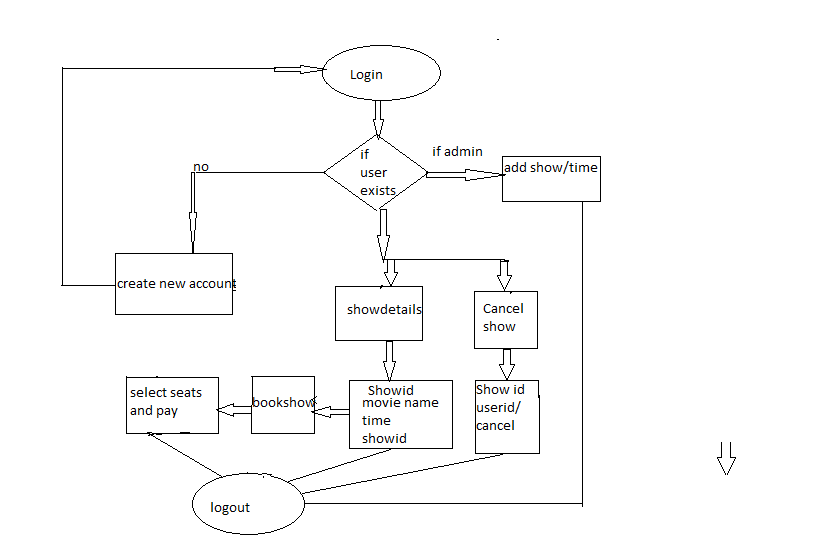 Login
if
user
exists
if admin
add show/time
no
create new account
showdetails
Cancel
show
select seats
and pay
bookshow
Showid
movie name
time
showid
Show id
userid/
cancel
logout